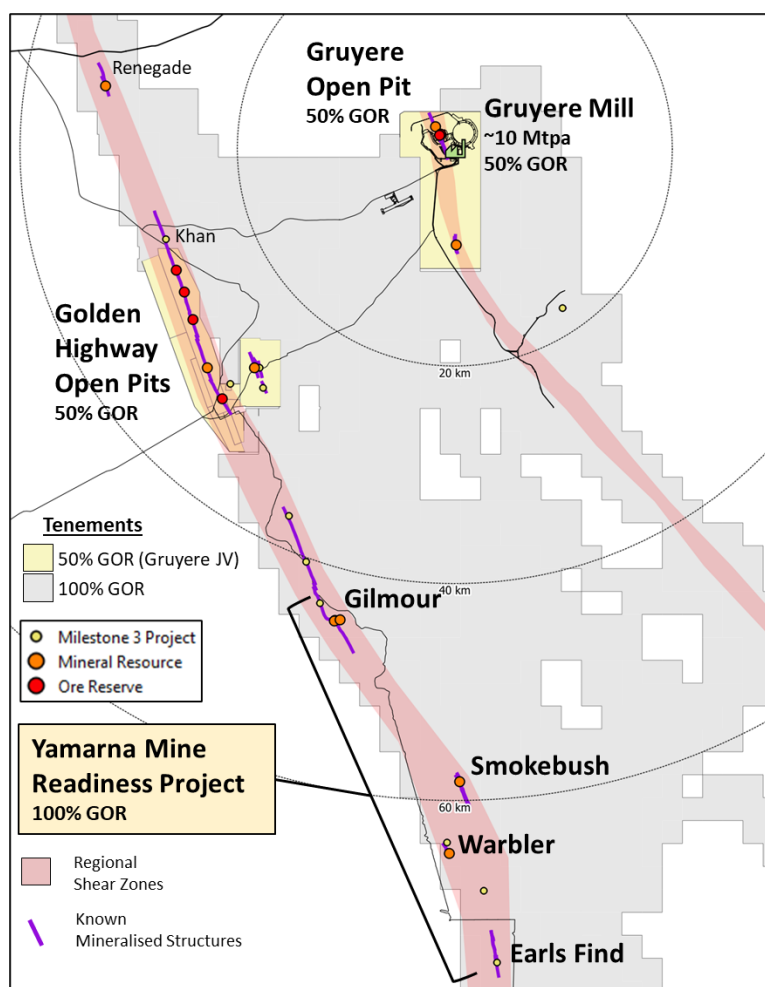 Renegade
Gruyere
Open Pit
50% GOR
Gruyere Mill
~10 Mtpa
50% GOR
Khan
Golden
Highway
Open Pits
50% GOR
20 km
Tenements
50% GOR (Gruyere JV)
100% GOR
40 km
Gilmour
Milestone 3 Project
Mineral Resource
Ore Reserve
Yamarna Mine
Readiness Project
100% GOR
Smokebush
60 km
Warbler
Regional
Shear Zones
Known
Mineralised Structures
Earls Find